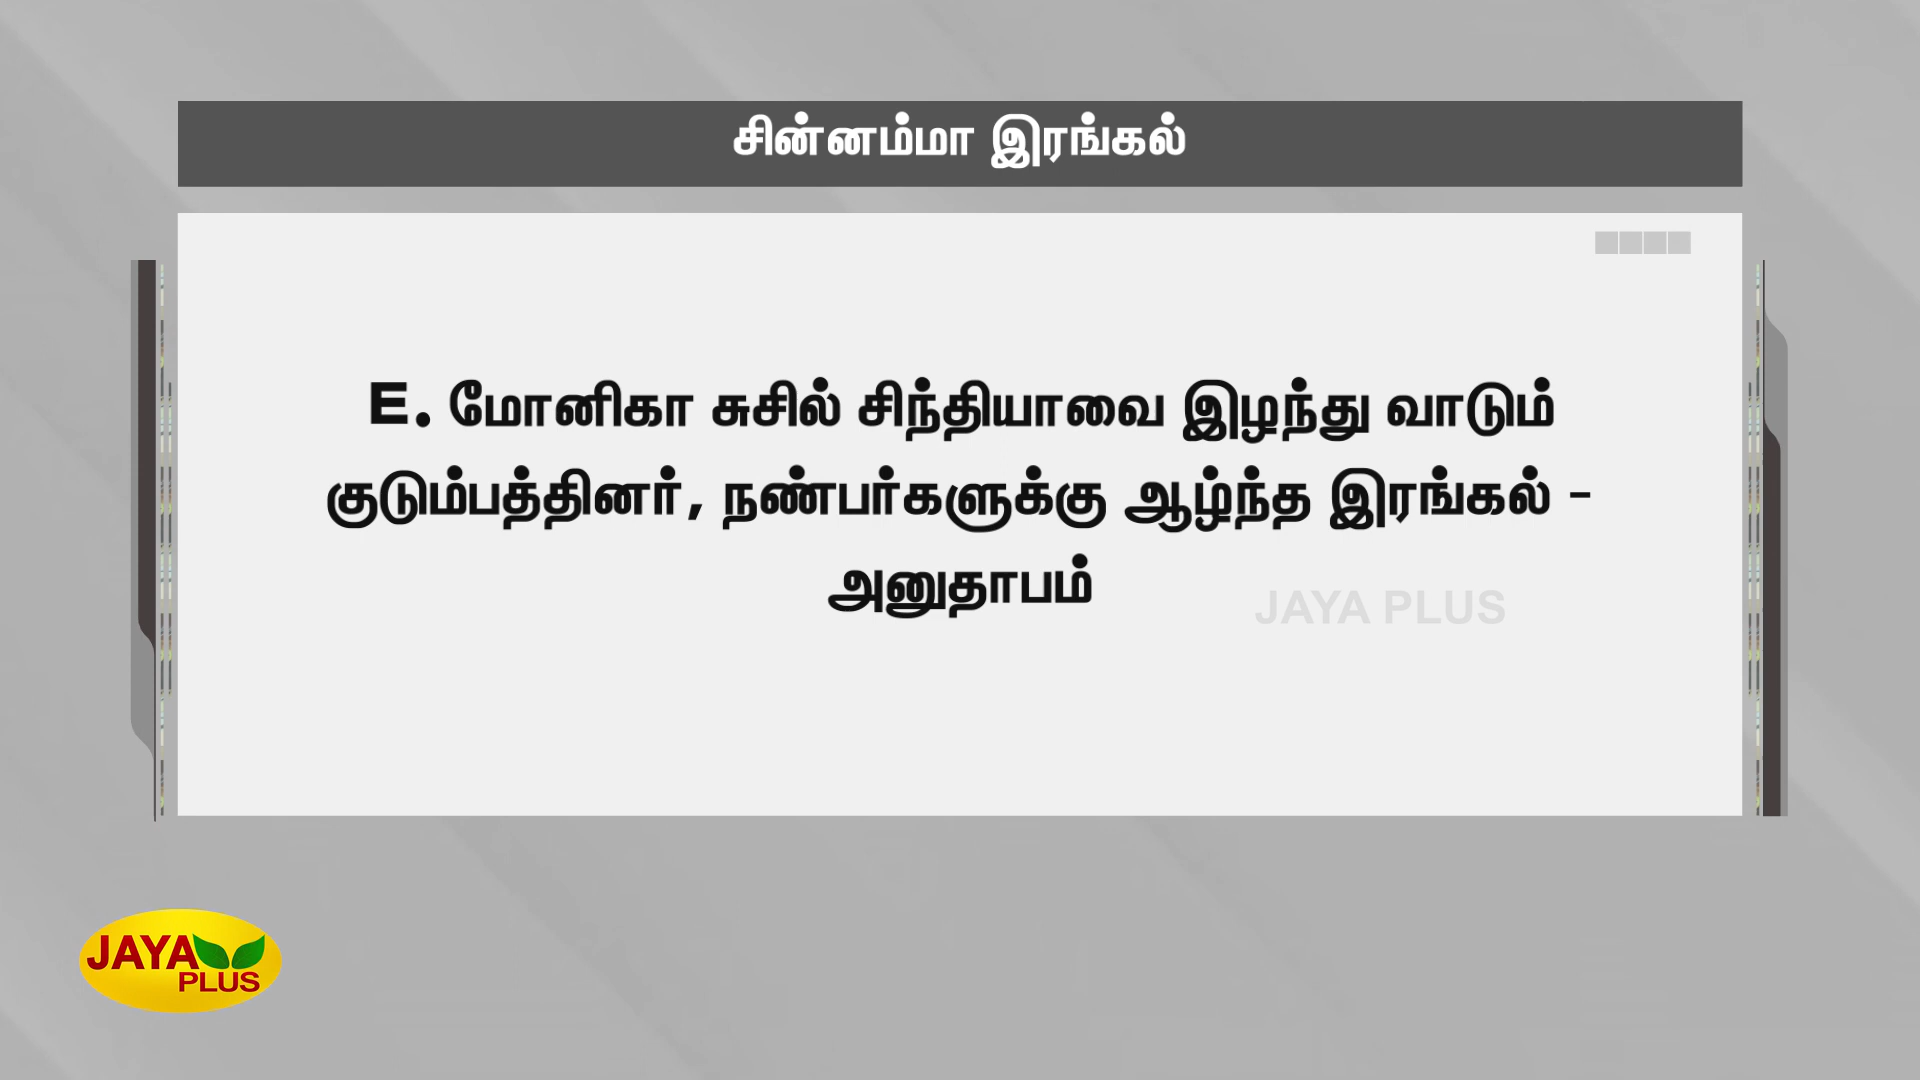 சின்னம்மா இரங்கல்
E. மோனிகா சுசில் சிந்தியாவை இழந்து வாடும்
குடும்பத்தினர், நண்பர்களுக்கு ஆழ்ந்த இரங்கல் -
அனுதாபம்
JAYA PLUS
JAYA
PLUS